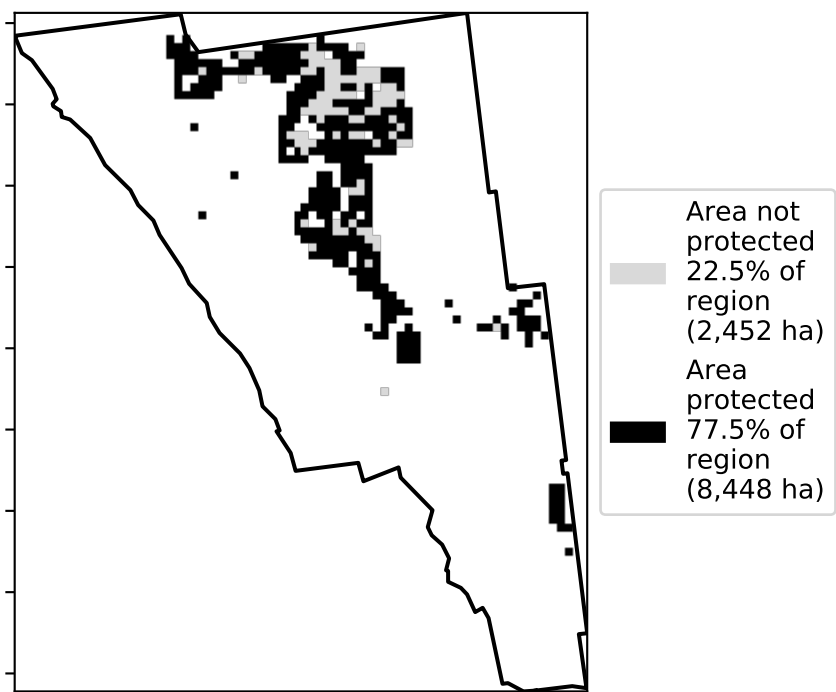 Area not
protected
22.5% of
region
(2,452 ha)
Area
protected
77.5% of
region
(8,448 ha)